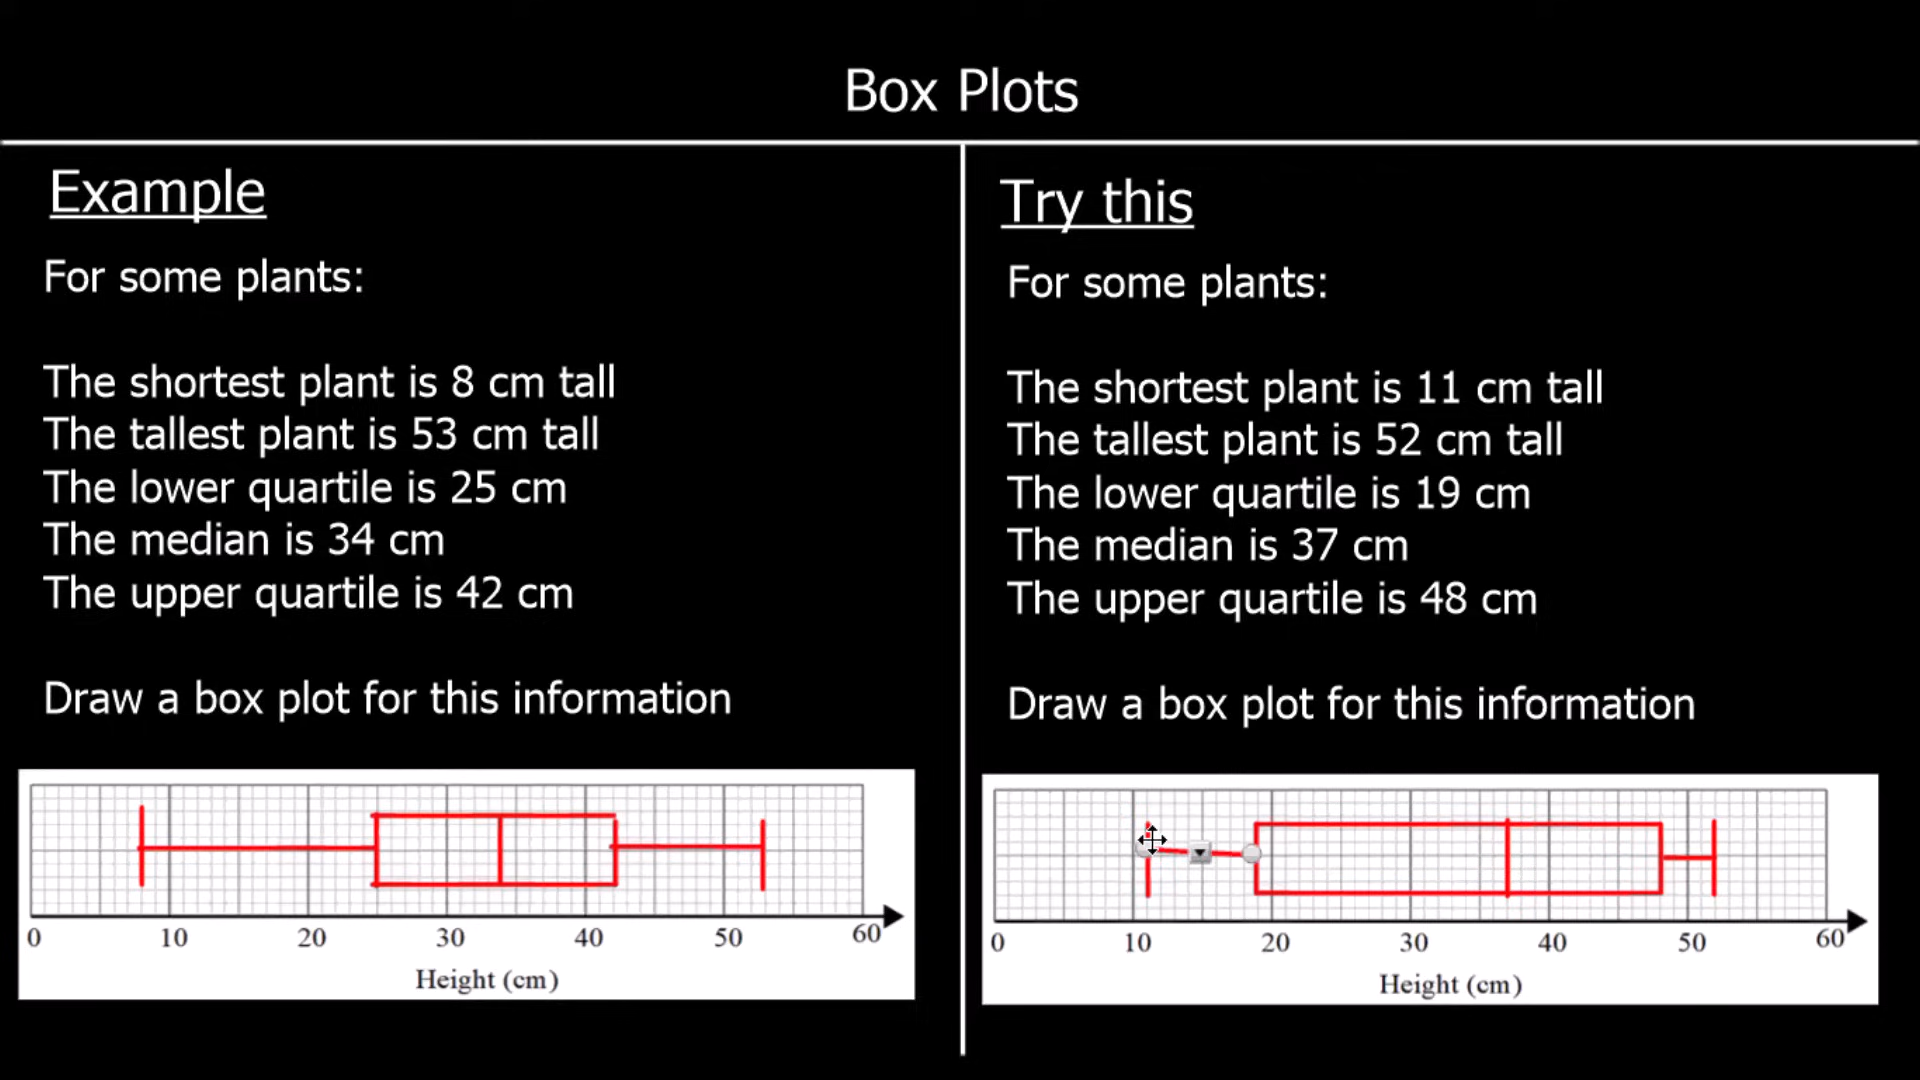 Box Plots
Example
For some plants:
The shortest plant is 8 cm tall
The tallest plant is 53 cm tall
The lower quartile is 25 cm
The median is 34 cm
The upper quartile is 42 cm
Draw a box plot for this information
0 10 20 30 40 50 60
Height (cm)
Try this
For some plants:
The shortest plant is 11 cm tall
The tallest plant is 52 cm tall
The lower quartile is 19 cm
The median is 37 cm
The upper quartile is 48 cm
Draw a box plot for this information
0 10 20 30 40 50 60
Height (cm)